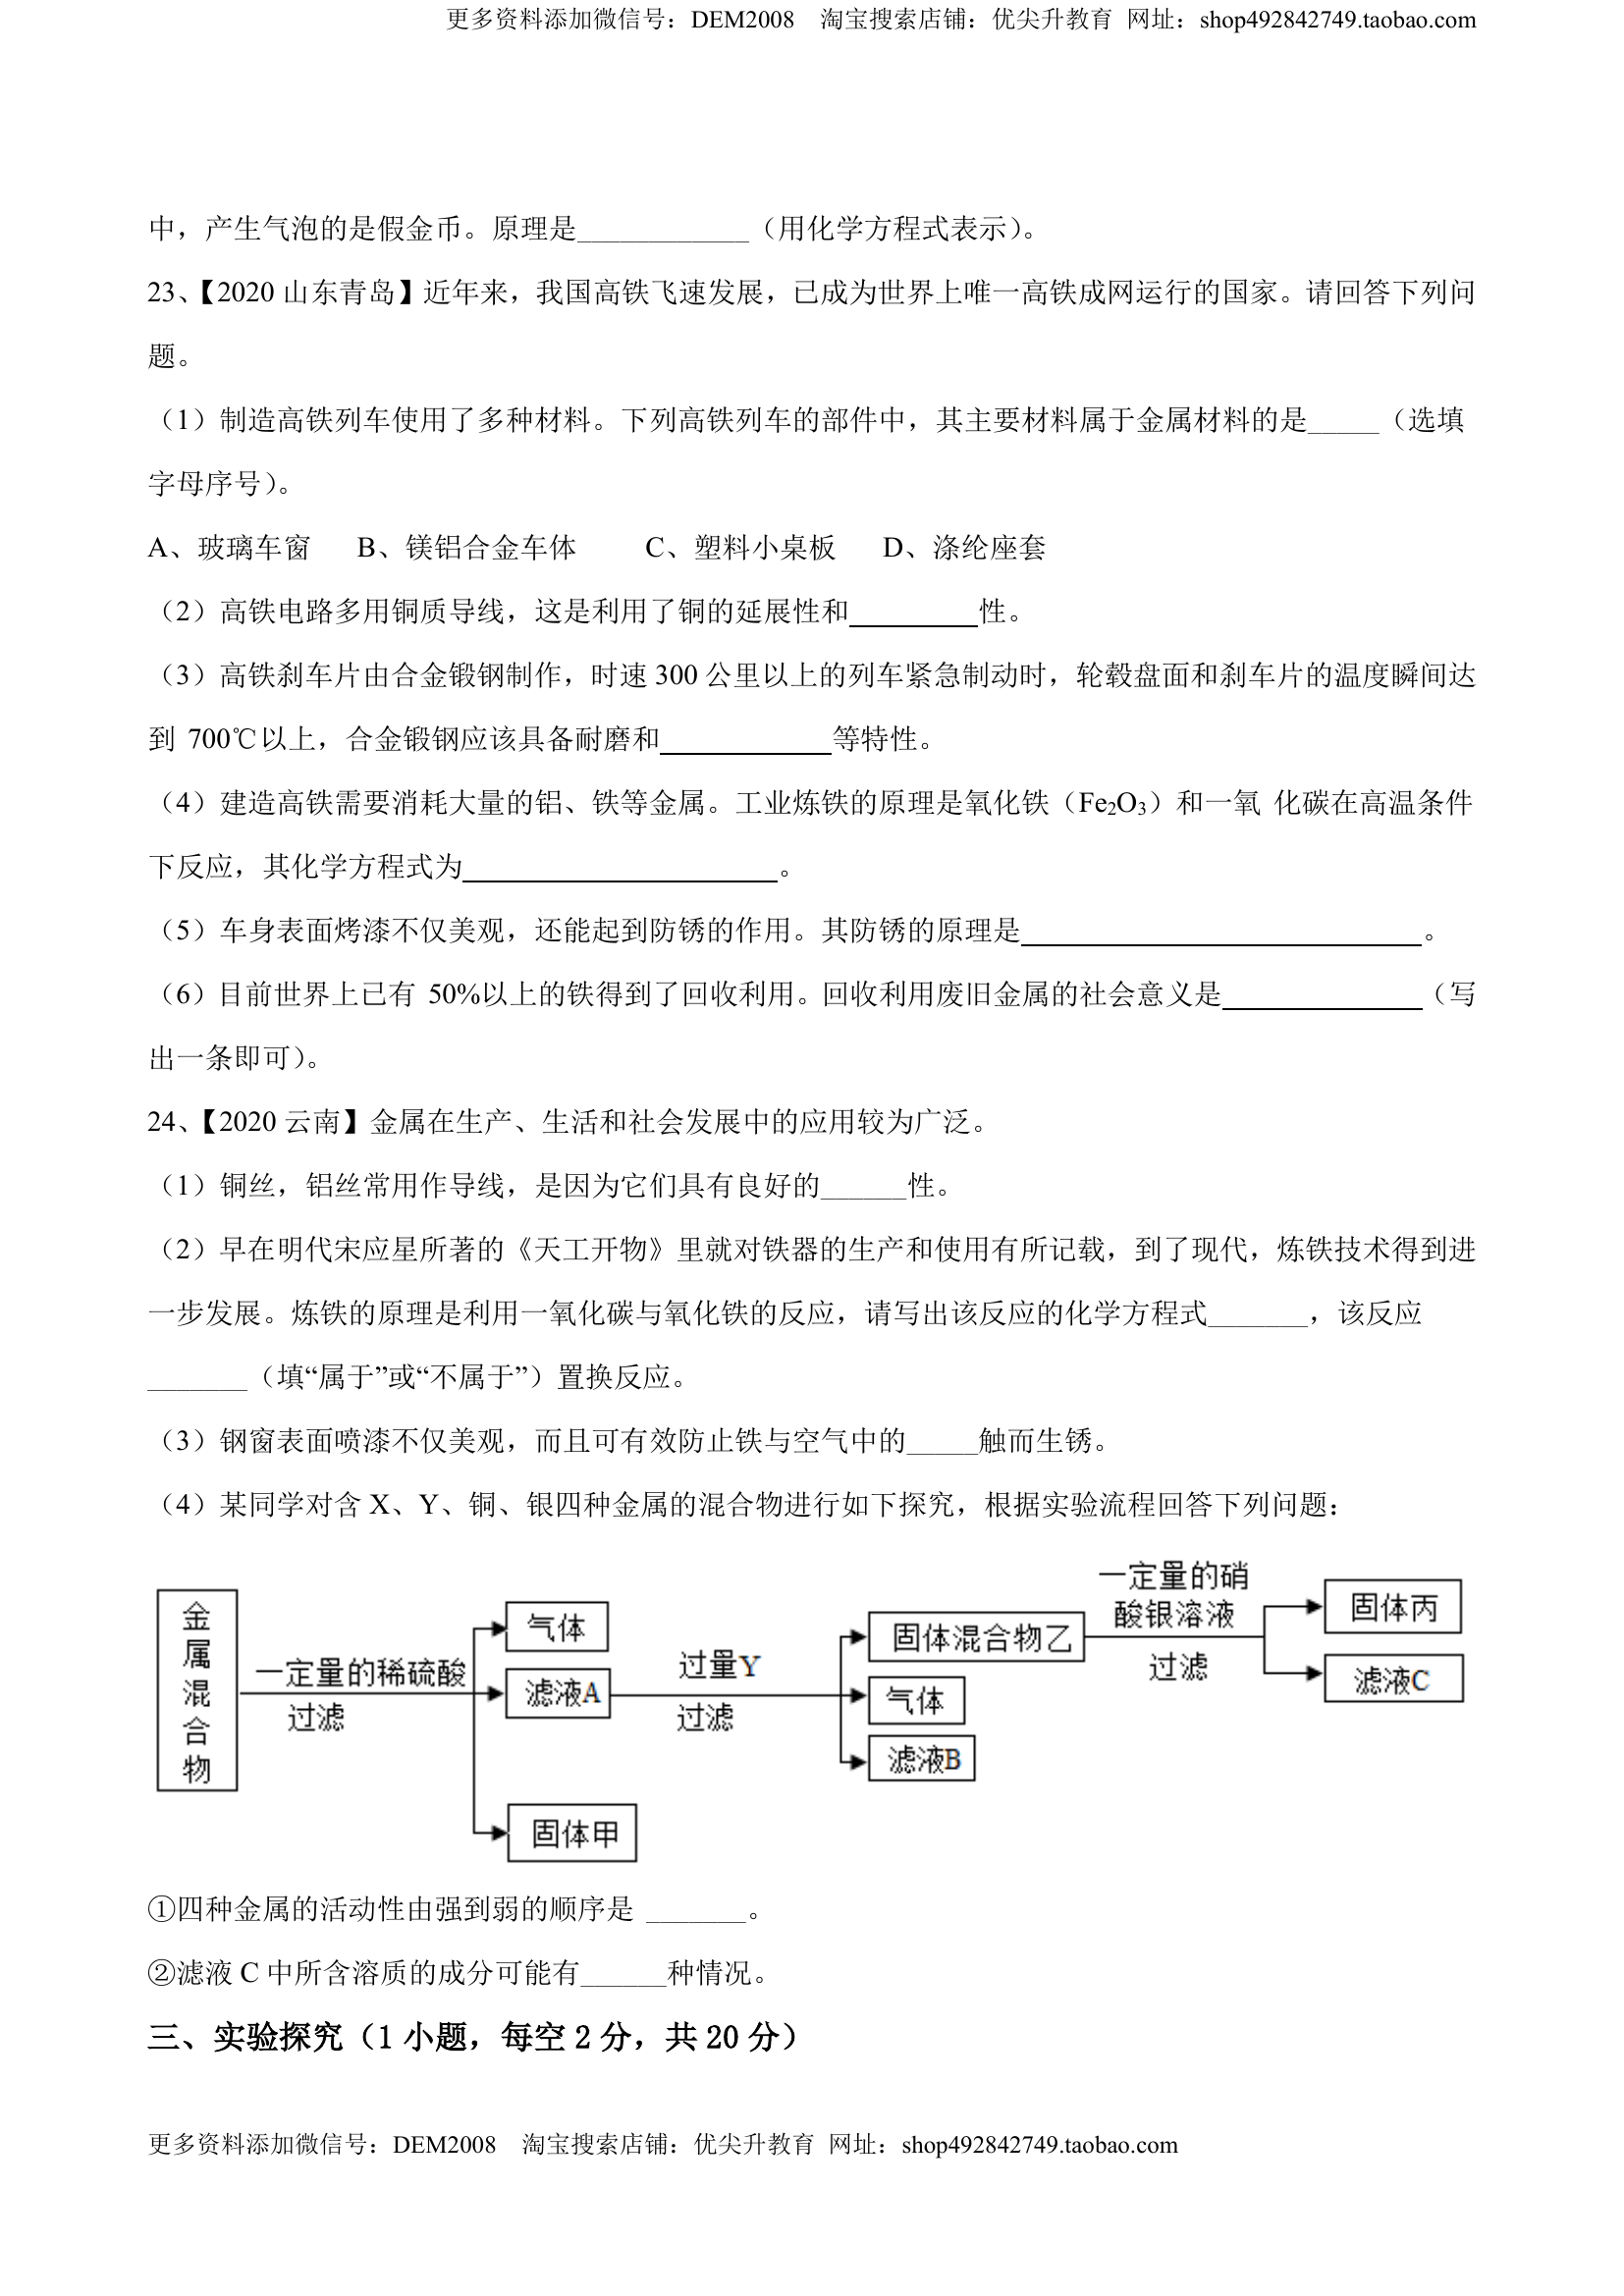 更多资料添加微信号：DEM2008    淘宝搜索店铺：优尖升教育  网址：shop492842749.taobao.com
中，产生气泡的是假金币。原理是____________（用化学方程式表示）。
23、【2020 山东青岛】近年来，我国高铁飞速发展，已成为世界上唯一高铁成网运行的国家。请回答下列问
题。
（1）制造高铁列车使用了多种材料。下列高铁列车的部件中，其主要材料属于金属材料的是_____（选填
字母序号）。
A、玻璃车窗    B、镁铝合金车体    C、塑料小桌板    D、涤纶座套
（2）高铁电路多用铜质导线，这是利用了铜的延展性和_________性。
（3）高铁刹车片由合金锻钢制作，时速 300 公里以上的列车紧急制动时，轮毂盘面和刹车片的温度瞬间达
到 700℃以上，合金锻钢应该具备耐磨和____________等特性。
（4）建造高铁需要消耗大量的铝、铁等金属。工业炼铁的原理是氧化铁（Fe₂O₃）和一氧 化碳在高温条件
下反应，其化学方程式为______________________。
（5）车身表面烤漆不仅美观，还能起到防锈的作用。其防锈的原理是____________________________。
（6）目前世界上已有 50%以上的铁得到了回收利用。回收利用废旧金属的社会意义是______________（写
出一条即可）。
24、【2020 云南】金属在生产、生活和社会发展中的应用较为广泛。
（1）铜丝，铝丝常用作导线，是因为它们具有良好的______性。
（2）早在明代宋应星所著的《天工开物》里就对铁器的生产和使用有所记载，到了现代，炼铁技术得到进
一步发展。炼铁的原理是利用一氧化碳与氧化铁的反应，请写出该反应的化学方程式_______，该反应
_______（填“属于”或“不属于”）置换反应。
（3）钢窗表面喷漆不仅美观，而且可有效防止铁与空气中的_____触而生锈。
（4）某同学对含 X、Y、铜、银四种金属的混合物进行如下探究，根据实验流程回答下列问题：
金属混合物
一定量的稀硫酸
过滤
气体
滤液A
固体甲
过量Y
过滤
固体混合物乙
气体
滤液B
一定量的硝
酸银溶液
过滤
固体丙
滤液C
①四种金属的活动性由强到弱的顺序是 _______。
②滤液 C 中所含溶质的成分可能有______种情况。
三、实验探究（1 小题，每空 2 分，共 20 分）
更多资料添加微信号：DEM2008    淘宝搜索店铺：优尖升教育  网址：shop492842749.taobao.com